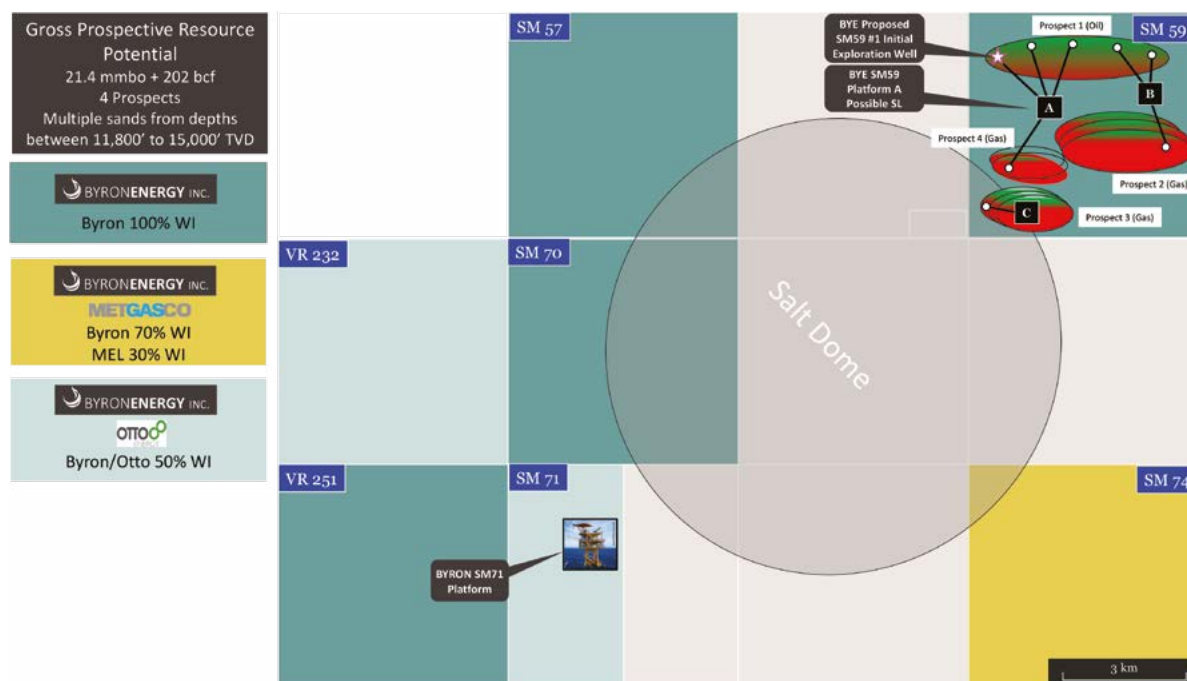 Gross Prospective Resource
Potential
21.4 mmbo + 202 bcf
4 Prospects
Multiple sands from depths
between 11,800' to 15,000' TVD
BYRONENERGY INC.
Byron 100% WI
BYRONENERGY INC.
METGASCO
Byron 70% WI
MEL 30% WI
BYRONENERGY INC.
OTTO
Byron/Otto 50% WI
SM 57
BYE Proposed
SM59 #1 Initial
Exploration Well
BYE SM59
Platform A
Possible SL
Prospect 1 (Oil)
SM 59
A
B
Prospect 4 (Gas)
Prospect 2 (Gas)
C
Prospect 3 (Gas)
VR 232
SM 70
Salt Dome
VR 251
SM 71
SM 74
BYRON SM71
Platform
3 km